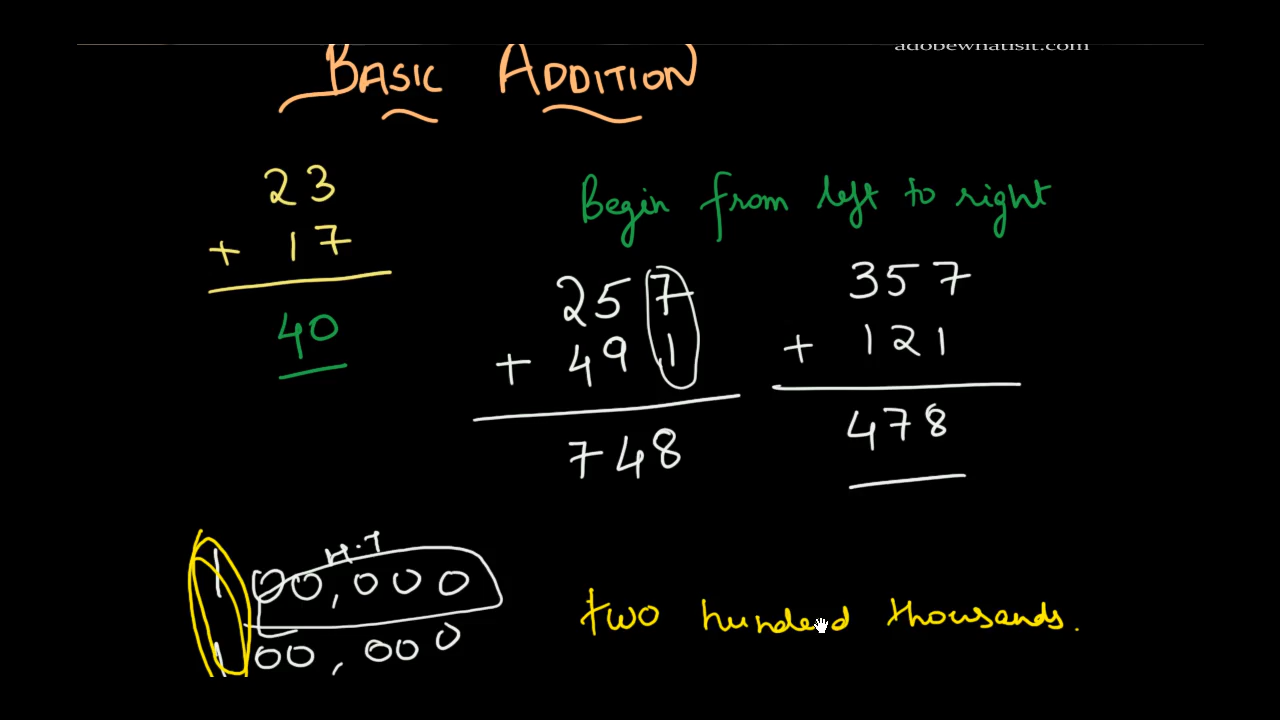 adobewhatisit.com
BASIC ADDITION
23
+ 17
40
Begin from left to right
257
+ 491
748
357
+ 121
478
H.T
100,000
100,000
two hundred thousands.